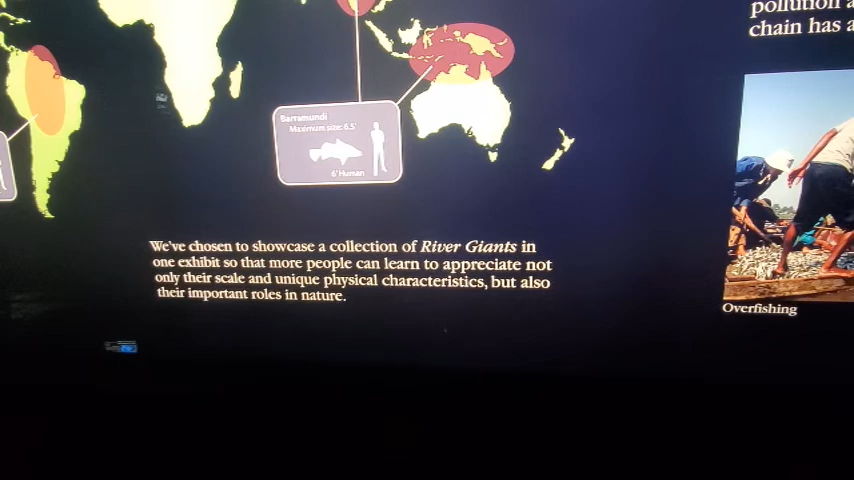 pollution a
chain has a
Barramundi
Maximum size: 6.5'
6' Human
We've chosen to showcase a collection of River Giants in
one exhibit so that more people can learn to appreciate not
only their scale and unique physical characteristics, but also
their important roles in nature.
Overfishing